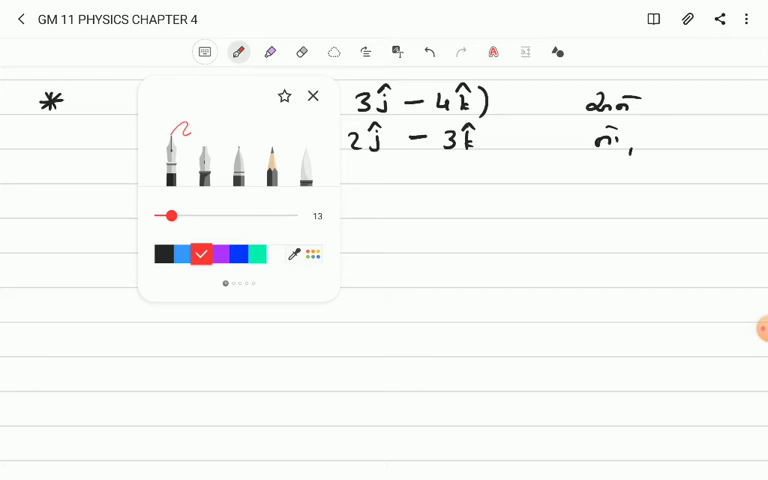 GM 11 PHYSICS CHAPTER 4
* 3ĵ − 4k̂)
2ĵ − 3k̂
13